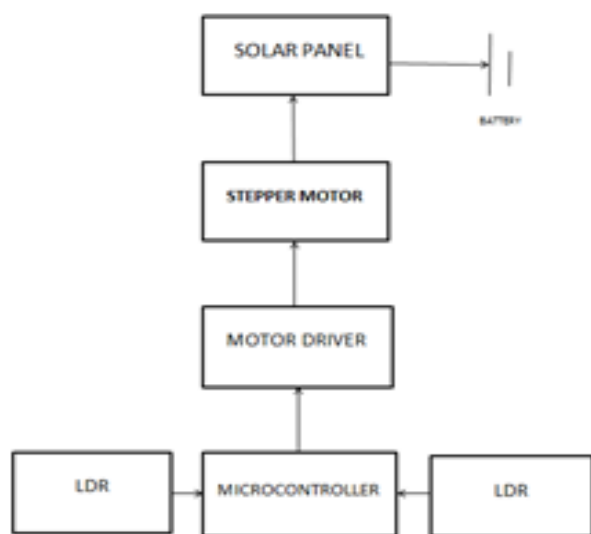 SOLAR PANEL
BATTERY
STEPPER MOTOR
MOTOR DRIVER
LDR
MICROCONTROLLER
LDR